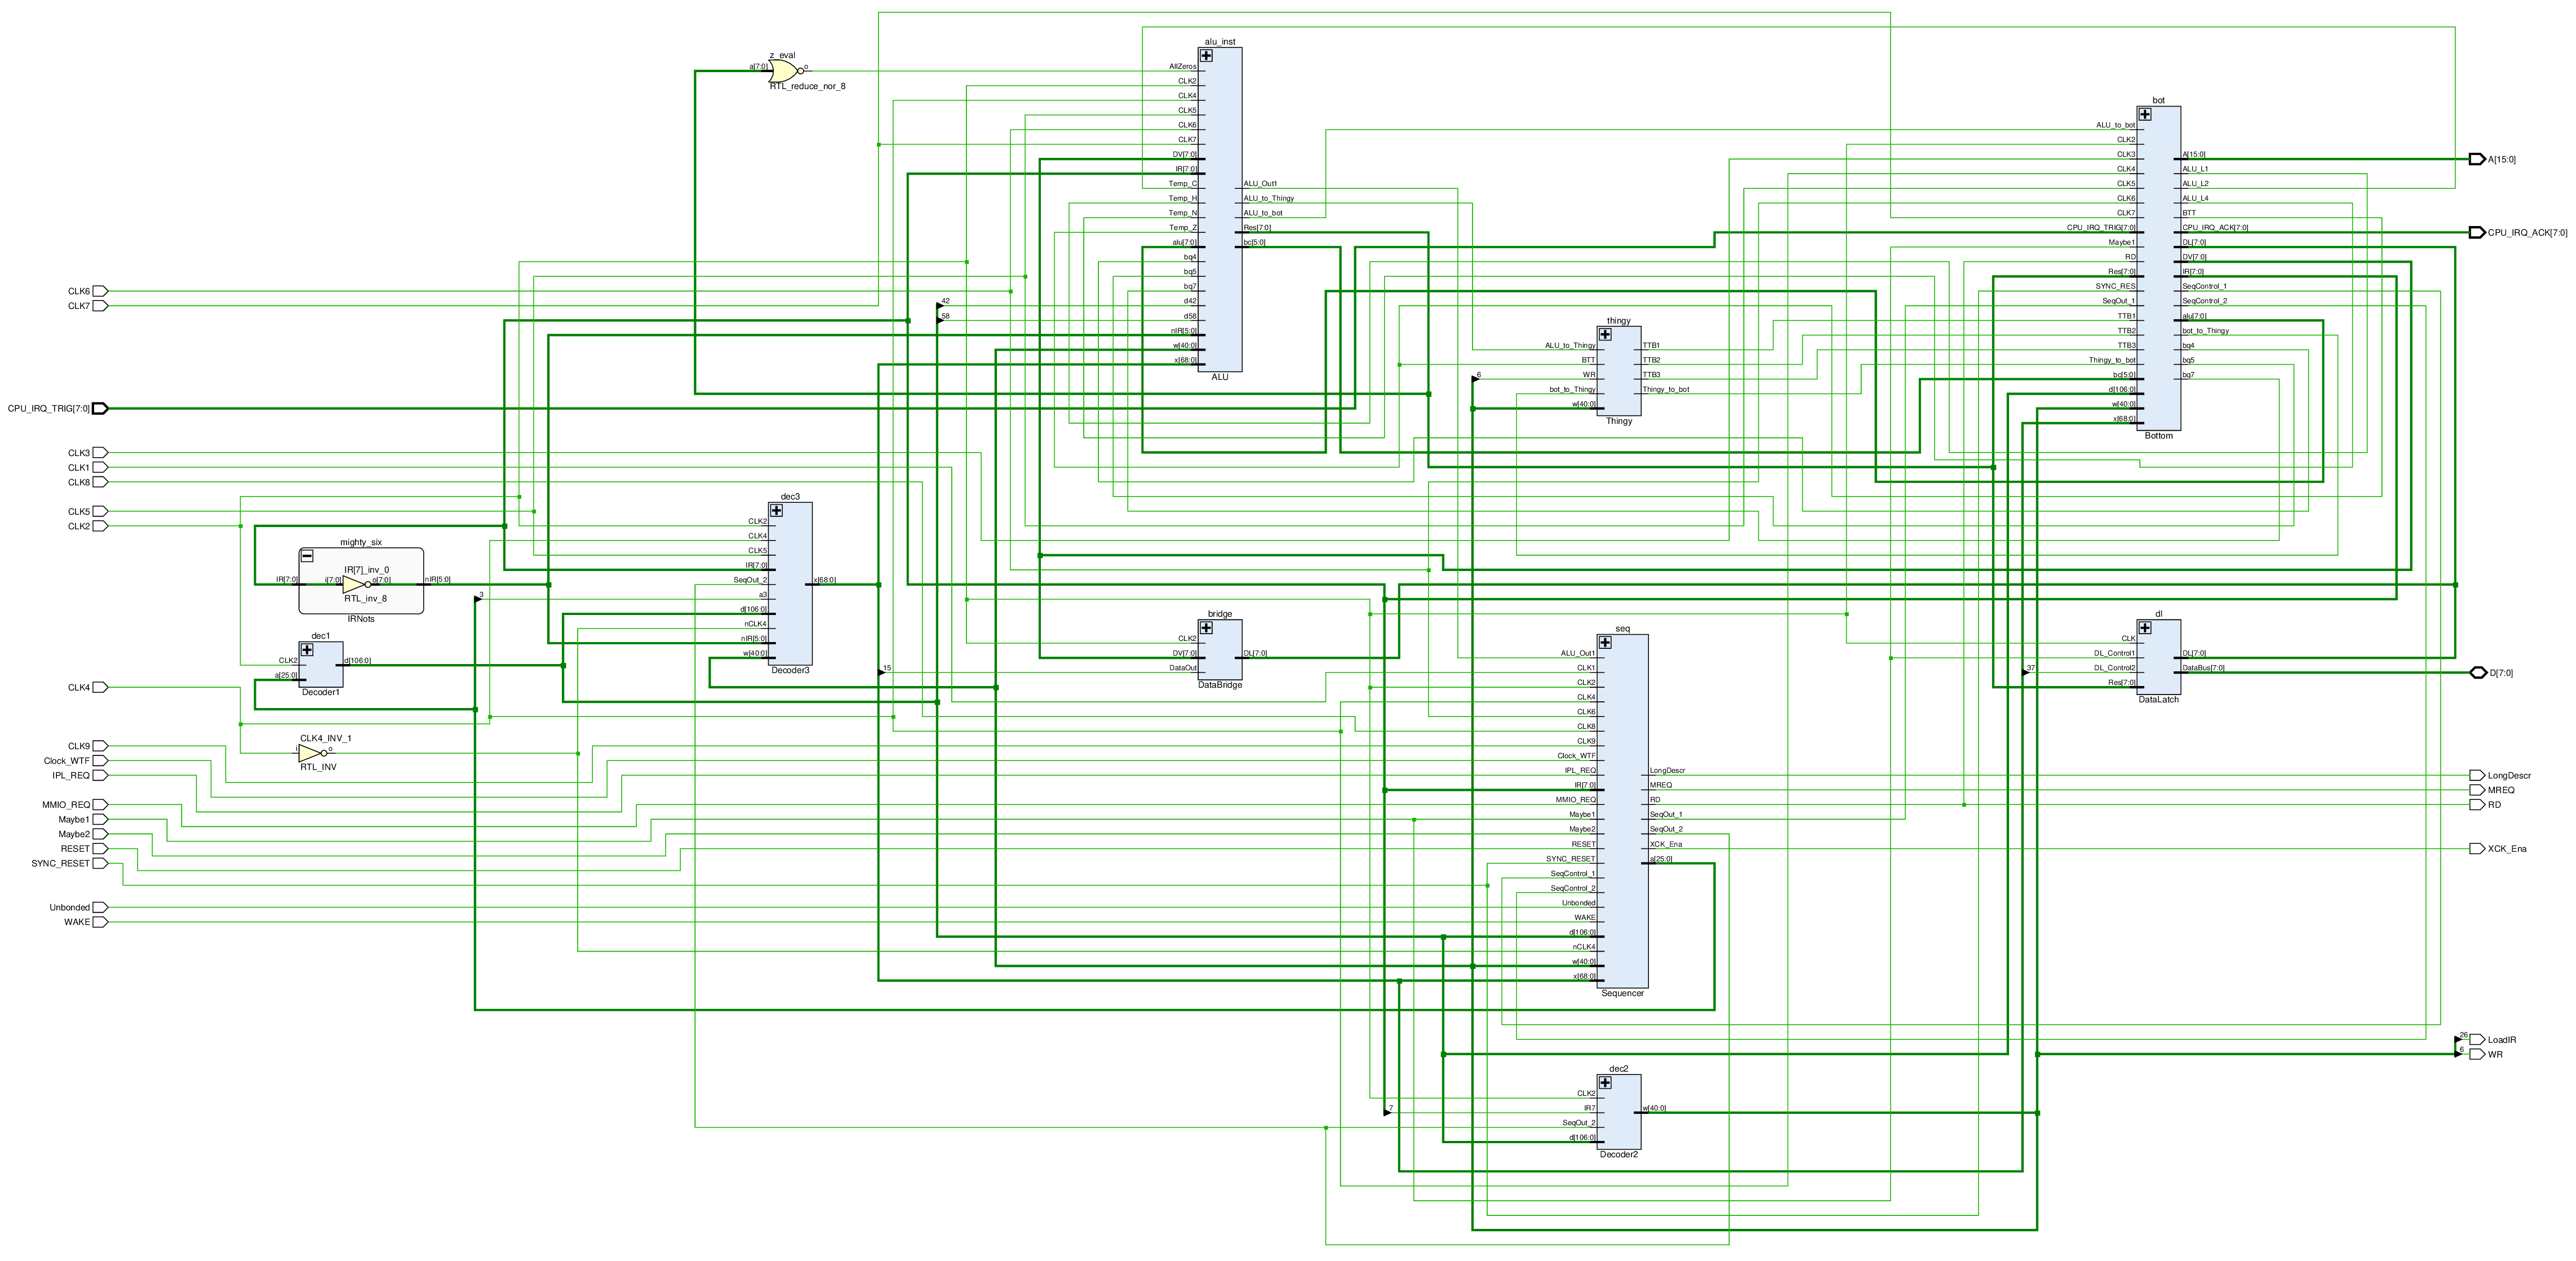 z_eval
a[7:0]
o
RTL_reduce_nor_8
alu_inst
AllZeros
CLK2
CLK4
CLK5
CLK6
CLK7
DV[7:0]
IR[7:0]
Temp_C
Temp_H
Temp_N
Temp_Z
alu[7:0]
bq4
bq5
bq7
d42
d58
nIR[5:0]
w[40:0]
x[68:0]
ALU_Out1
ALU_to_Thingy
ALU_to_bot
Res[7:0]
bc[5:0]
42
58
ALU
bot
ALU_to_bot
CLK2
CLK3
CLK4
CLK5
CLK6
CLK7
CPU_IRQ_TRIG[7:0]
Maybe1
RD
Res[7:0]
SYNC_RES
SeqOut_1
TTB1
TTB2
TTB3
Thingy_to_bot
bc[5:0]
d[106:0]
w[40:0]
x[68:0]
A[15:0]
ALU_L1
ALU_L2
ALU_L4
BTT
CPU_IRQ_ACK[7:0]
DL[7:0]
DV[7:0]
IR[7:0]
SeqControl_1
SeqControl_2
alu[7:0]
bot_to_Thingy
bq4
bq5
bq7
Bottom
A[15:0]
CPU_IRQ_ACK[7:0]
CLK6
CLK7
thingy
ALU_to_Thingy
BTT
WR
bot_to_Thingy
w[40:0]
6
TTB1
TTB2
TTB3
Thingy_to_bot
Thingy
CPU_IRQ_TRIG[7:0]
CLK3
CLK1
CLK8
CLK5
CLK2
dec3
CLK2
CLK4
CLK5
IR[7:0]
SeqOut_2
a3
d[106:0]
nCLK4
nIR[5:0]
w[40:0]
x[68:0]
3
Decoder3
mighty_six
IR[7]_inv_0
IR[7:0]
i[7:0]
o[7:0]
nIR[5:0]
RTL_inv_8
IRNots
dec1
CLK2
a[25:0]
d[106:0]
Decoder1
bridge
CLK2
DV[7:0]
DataOut
15
DL[7:0]
DataBridge
dl
CLK
DL_Control1
DL_Control2
Res[7:0]
37
DL[7:0]
DataBus[7:0]
DataLatch
D[7:0]
CLK4
CLK4_INV_1
i
o
RTL_INV
CLK9
Clock_WTF
IPL_REQ
MMIO_REQ
Maybe1
Maybe2
RESET
SYNC_RESET
Unbonded
WAKE
seq
ALU_Out1
CLK1
CLK2
CLK4
CLK6
CLK8
CLK9
Clock_WTF
IPL_REQ
IR[7:0]
MMIO_REQ
Maybe1
Maybe2
RESET
SYNC_RESET
SeqControl_1
SeqControl_2
Unbonded
WAKE
d[106:0]
nCLK4
w[40:0]
x[68:0]
LongDescr
MREQ
RD
SeqOut_1
SeqOut_2
XCK_Ena
a[25:0]
Sequencer
LongDescr
MREQ
RD
XCK_Ena
26
LoadIR
6
WR
dec2
CLK2
IR7
SeqOut_2
d[106:0]
7
w[40:0]
Decoder2